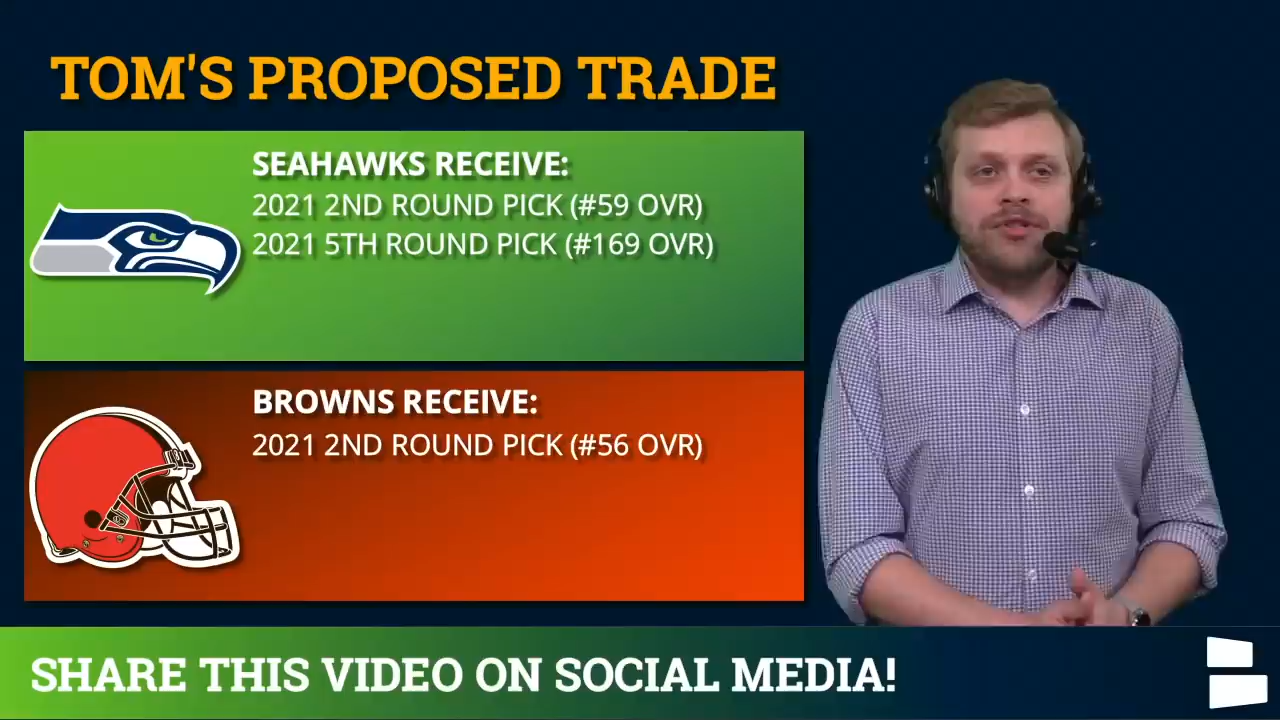 TOM'S PROPOSED TRADE
SEAHAWKS RECEIVE:
2021 2ND ROUND PICK (#59 OVR)
2021 5TH ROUND PICK (#169 OVR)
BROWNS RECEIVE:
2021 2ND ROUND PICK (#56 OVR)
SHARE THIS VIDEO ON SOCIAL MEDIA!